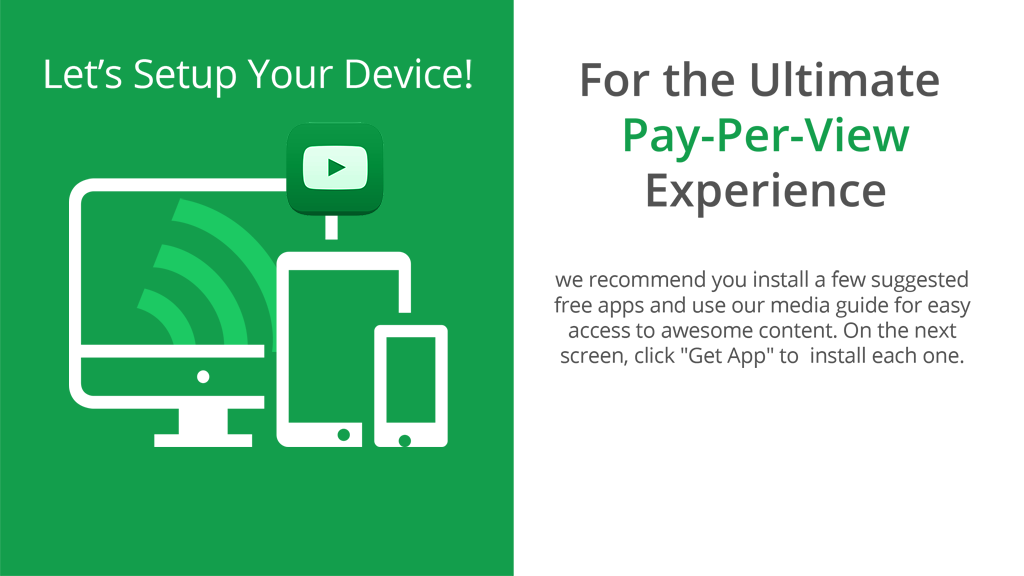 Let’s Setup Your Device!
For the Ultimate
Pay-Per-View
Experience
we recommend you install a few suggested
free apps and use our media guide for easy
access to awesome content. On the next
screen, click "Get App" to  install each one.